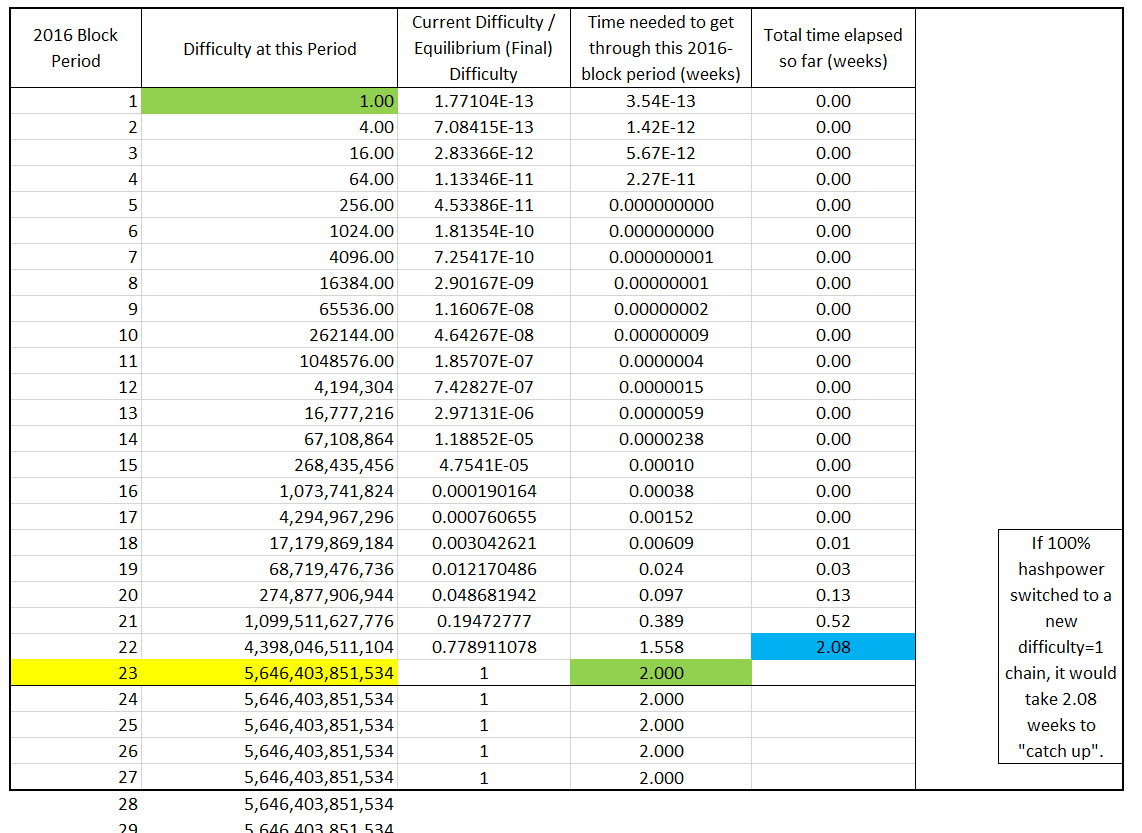 2016 Block Period | Difficulty at this Period | Current Difficulty / Equilibrium (Final) Difficulty | Time needed to get through this 2016-block period (weeks) | Total time elapsed so far (weeks)
1 1.00 1.77104E-13 3.54E-13 0.00
2 4.00 7.08415E-13 1.42E-12 0.00
3 16.00 2.83366E-12 5.67E-12 0.00
4 64.00 1.13346E-11 2.27E-11 0.00
5 256.00 4.53386E-11 0.000000000 0.00
6 1024.00 1.81354E-10 0.000000000 0.00
7 4096.00 7.25417E-10 0.000000001 0.00
8 16384.00 2.90167E-09 0.00000001 0.00
9 65536.00 1.16067E-08 0.00000002 0.00
10 262144.00 4.64267E-08 0.00000009 0.00
11 1048576.00 1.85707E-07 0.0000004 0.00
12 4,194,304 7.42827E-07 0.0000015 0.00
13 16,777,216 2.97131E-06 0.0000059 0.00
14 67,108,864 1.18852E-05 0.0000238 0.00
15 268,435,456 4.7541E-05 0.00010 0.00
16 1,073,741,824 0.000190164 0.00038 0.00
17 4,294,967,296 0.000760655 0.00152 0.00
18 17,179,869,184 0.003042621 0.00609 0.01
19 68,719,476,736 0.012170486 0.024 0.03
20 274,877,906,944 0.048681942 0.097 0.13
21 1,099,511,627,776 0.19472777 0.389 0.52
22 4,398,046,511,104 0.778911078 1.558 2.08
23 5,646,403,851,534 1 2.000
24 5,646,403,851,534 1 2.000
25 5,646,403,851,534 1 2.000
26 5,646,403,851,534 1 2.000
27 5,646,403,851,534 1 2.000
28 5,646,403,851,534
29 5,646,403,851,534
If 100%
hashpower
switched to a
new
difficulty=1
chain, it would
take 2.08
weeks to
"catch up".